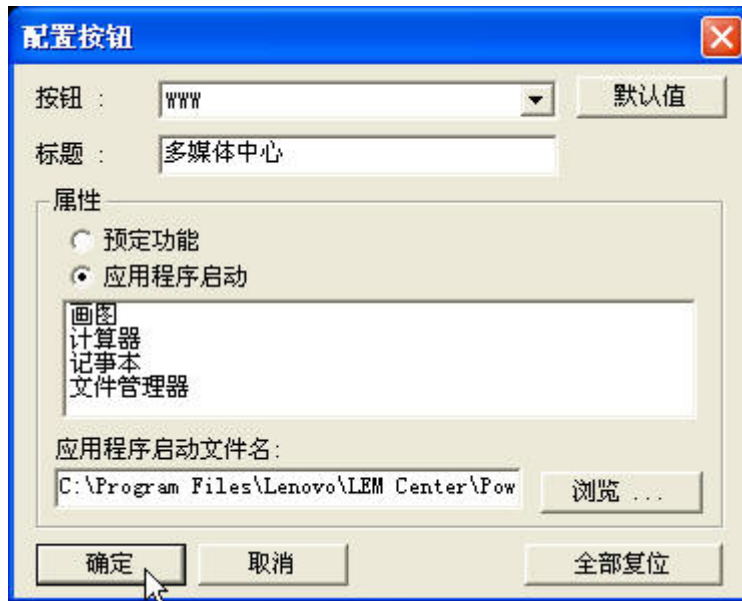 配置按钮
按钮 : WWW 默认值
标题 : 多媒体中心
属性
预定功能
应用程序启动
画图
计算器
记事本
文件管理器
应用程序启动文件名:
C:\Program Files\Lenovo\LEM Center\Pow 浏览 ...
确定 取消 全部复位